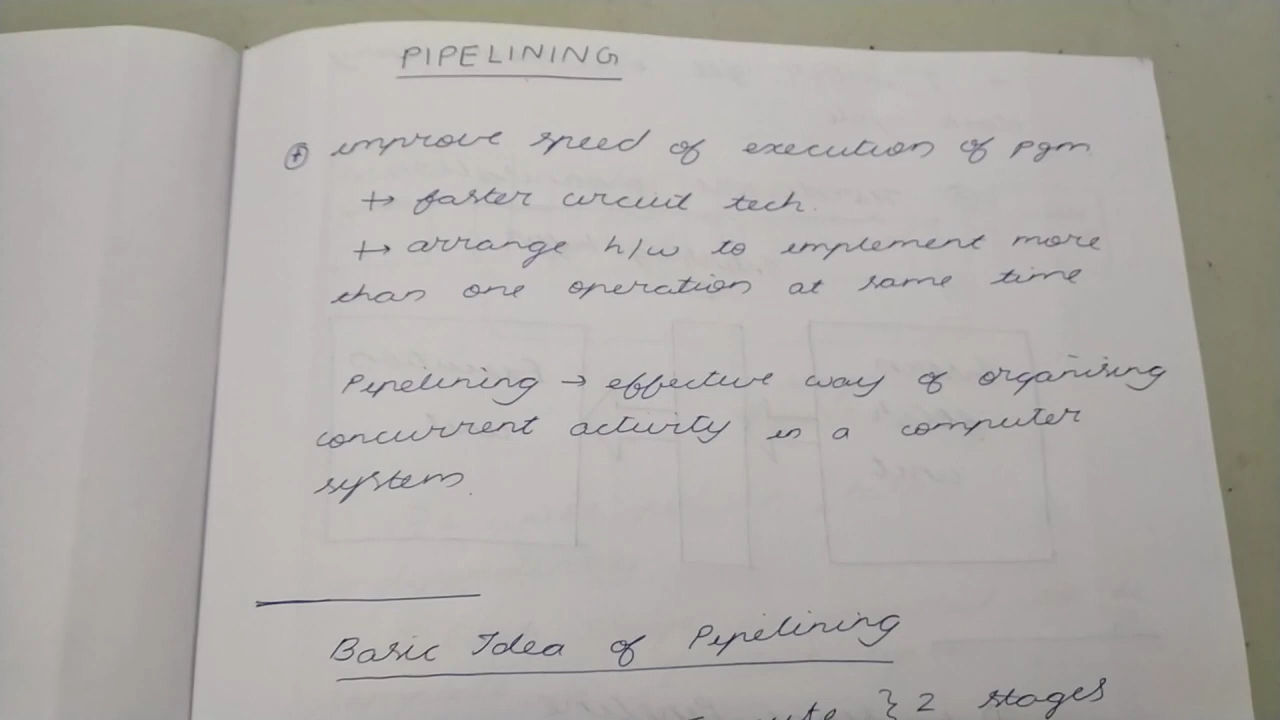 PIPELINING
improve speed of execution of pgm.
↦ faster circuit tech.
↦ arrange h/w to implement more
than one operation at same time
Pipelining → effective way of organising
concurrent activity in a computer
system.
Basic Idea of Pipelining
} 2 stages